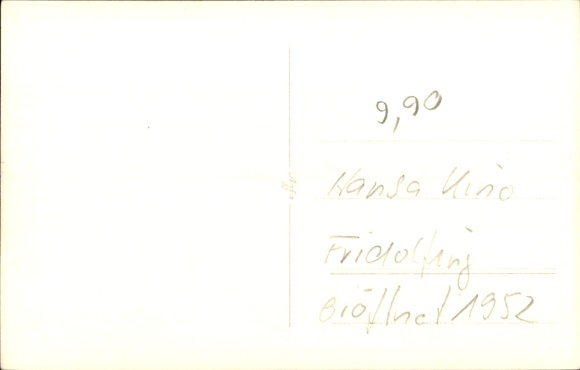 9,90
Hansa Kino
Fridolfing
eröffnet 1952